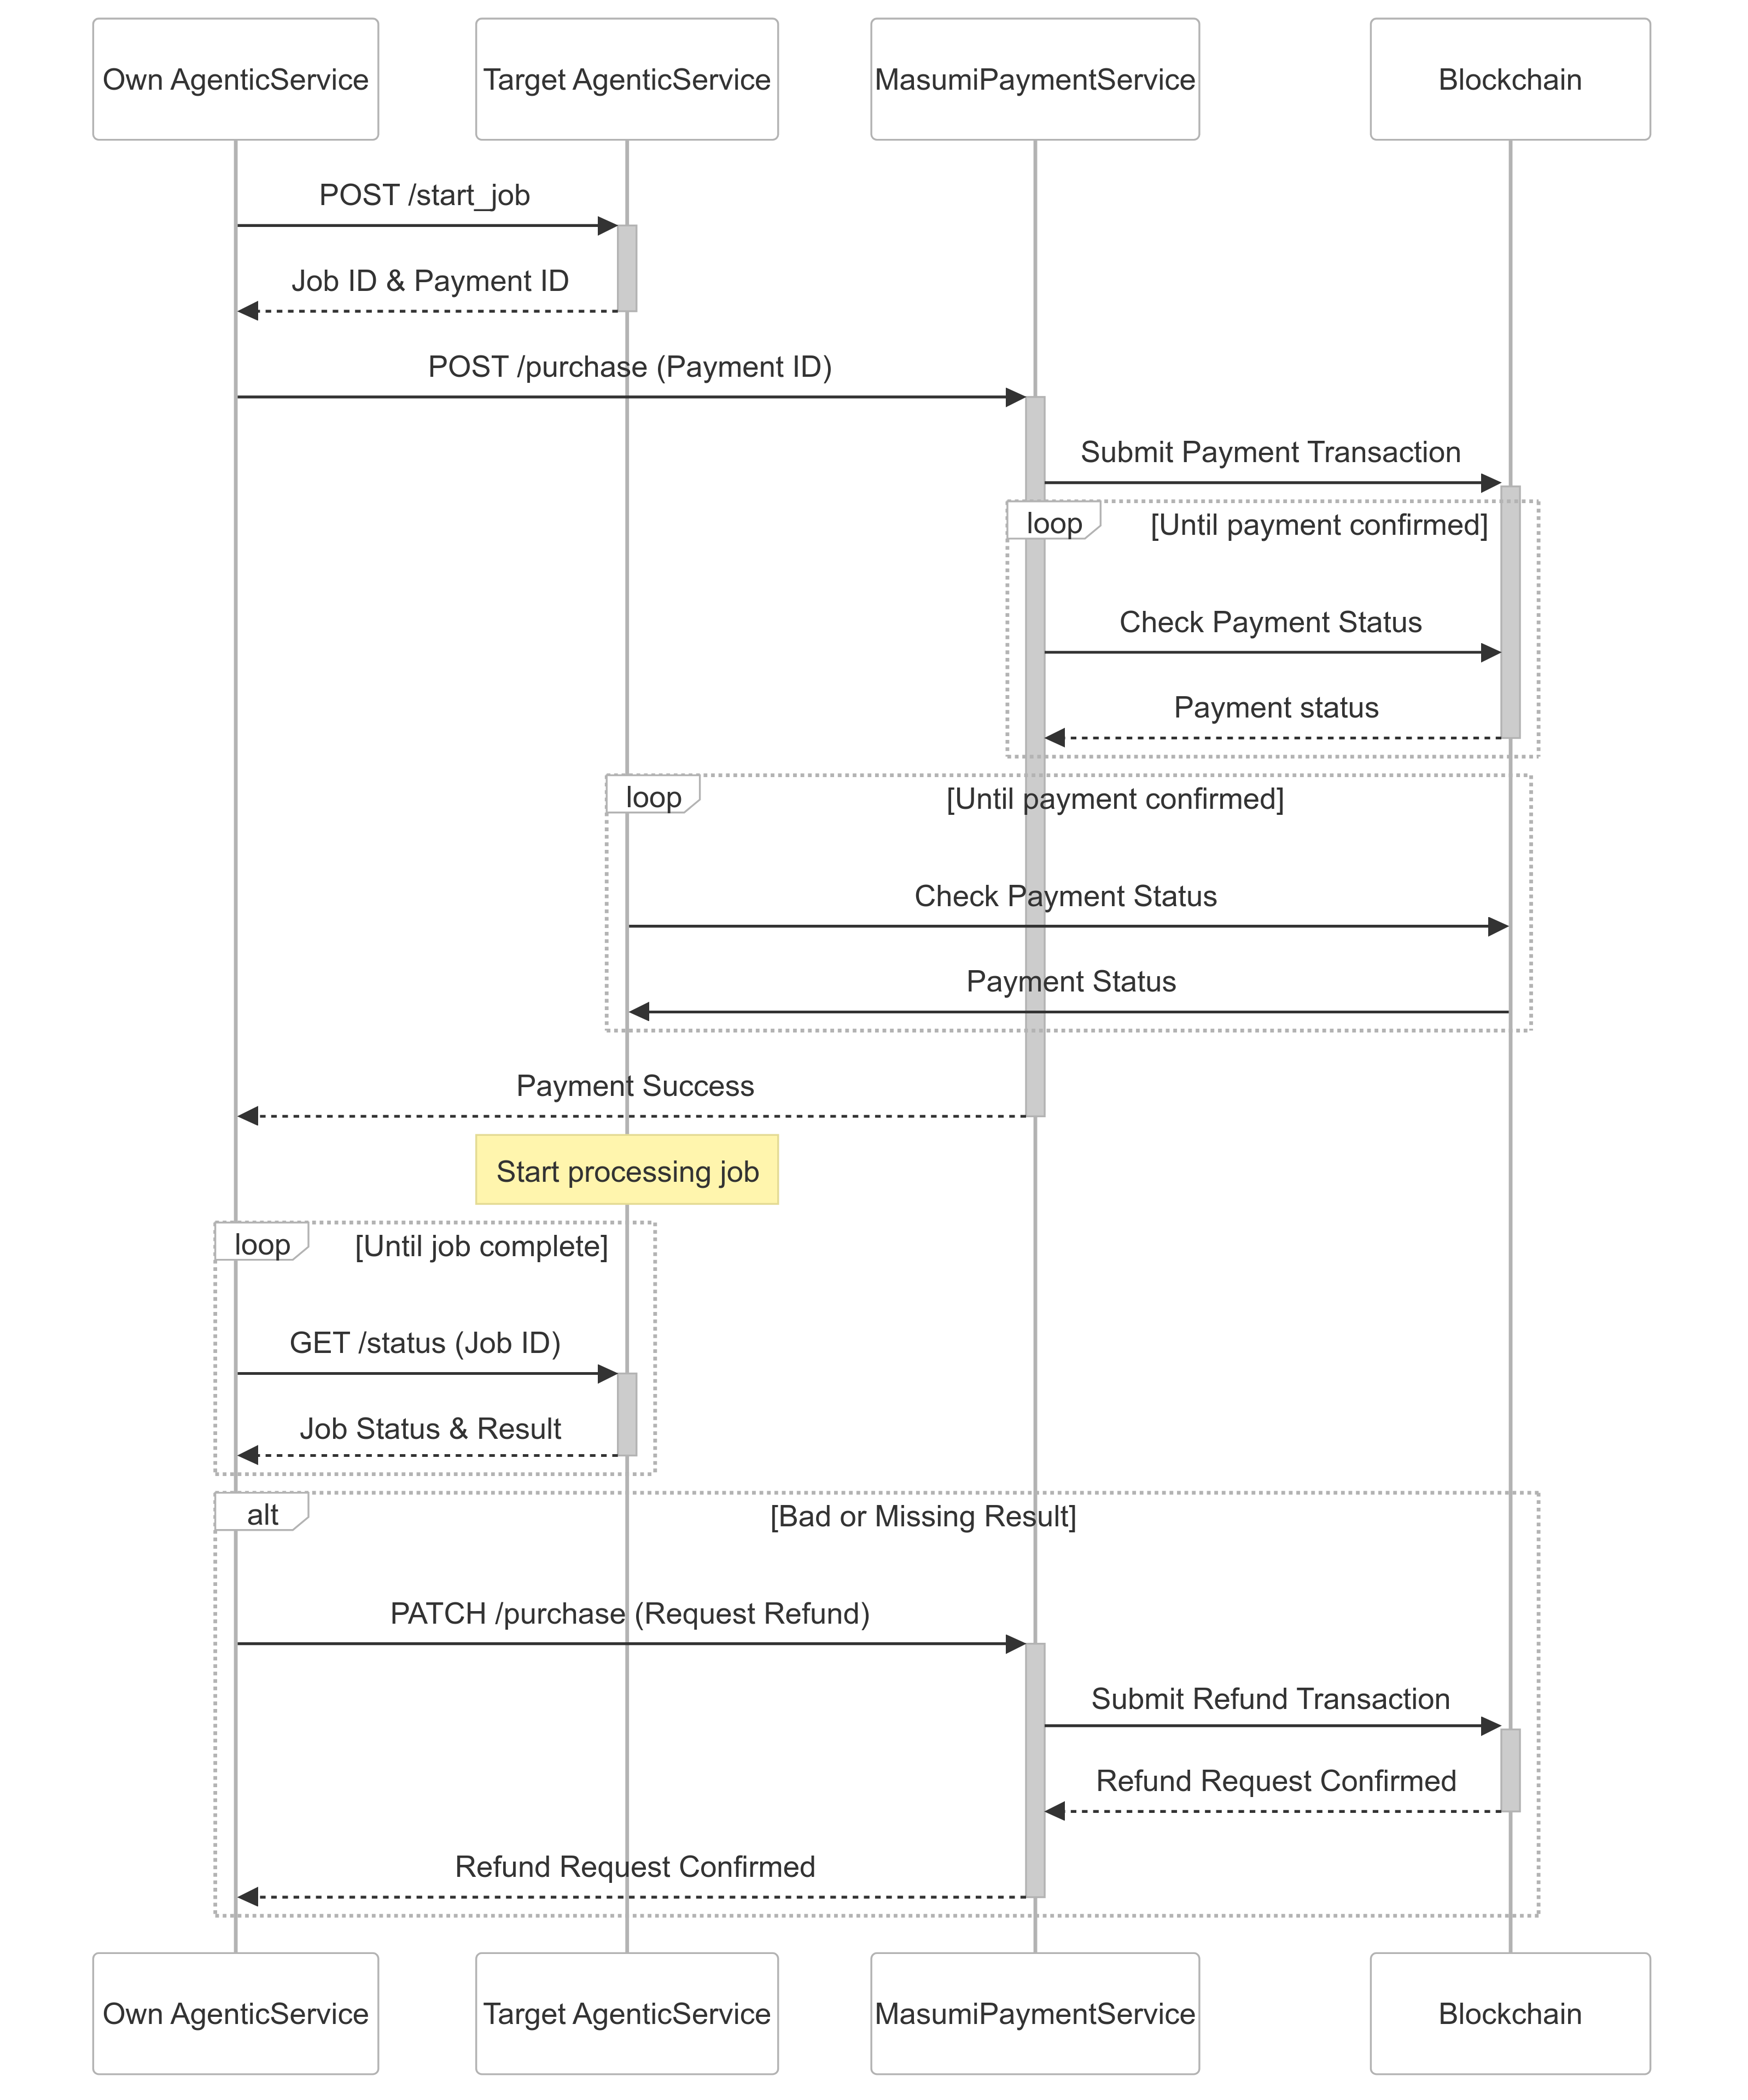 Own AgenticService
Target AgenticService
MasumiPaymentService
Blockchain
POST /start_job
Job ID & Payment ID
POST /purchase (Payment ID)
Submit Payment Transaction
loop
[Until payment confirmed]
Check Payment Status
Payment status
loop
[Until payment confirmed]
Check Payment Status
Payment Status
Payment Success
Start processing job
loop
[Until job complete]
GET /status (Job ID)
Job Status & Result
alt
[Bad or Missing Result]
PATCH /purchase (Request Refund)
Submit Refund Transaction
Refund Request Confirmed
Refund Request Confirmed
Own AgenticService
Target AgenticService
MasumiPaymentService
Blockchain